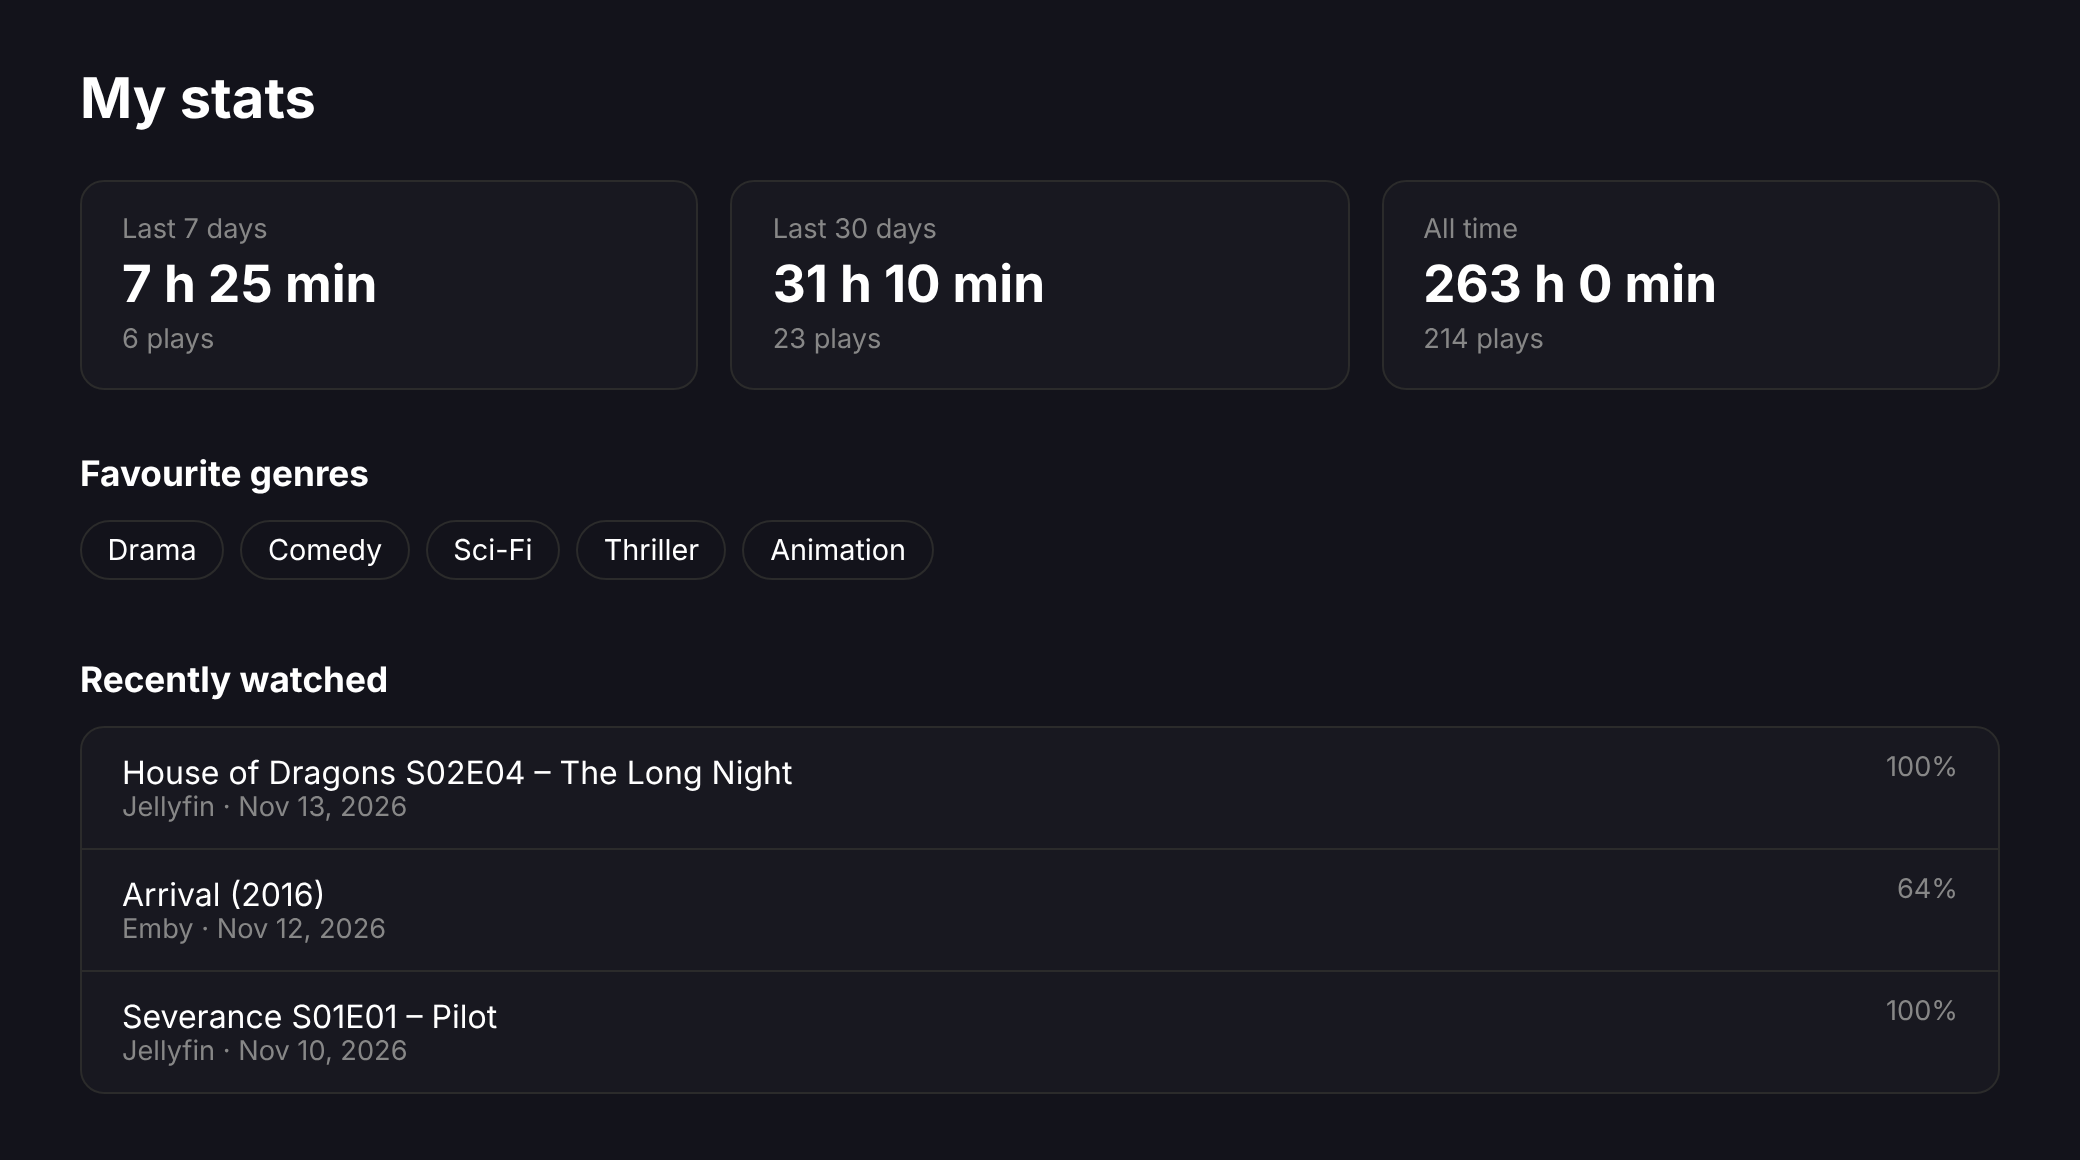 My stats
Last 7 days
7 h 25 min
6 plays
Last 30 days
31 h 10 min
23 plays
All time
263 h 0 min
214 plays
Favourite genres
Drama
Comedy
Sci-Fi
Thriller
Animation
Recently watched
House of Dragons S02E04 – The Long Night
100%
Jellyfin · Nov 13, 2026
Arrival (2016)
64%
Emby · Nov 12, 2026
Severance S01E01 – Pilot
100%
Jellyfin · Nov 10, 2026